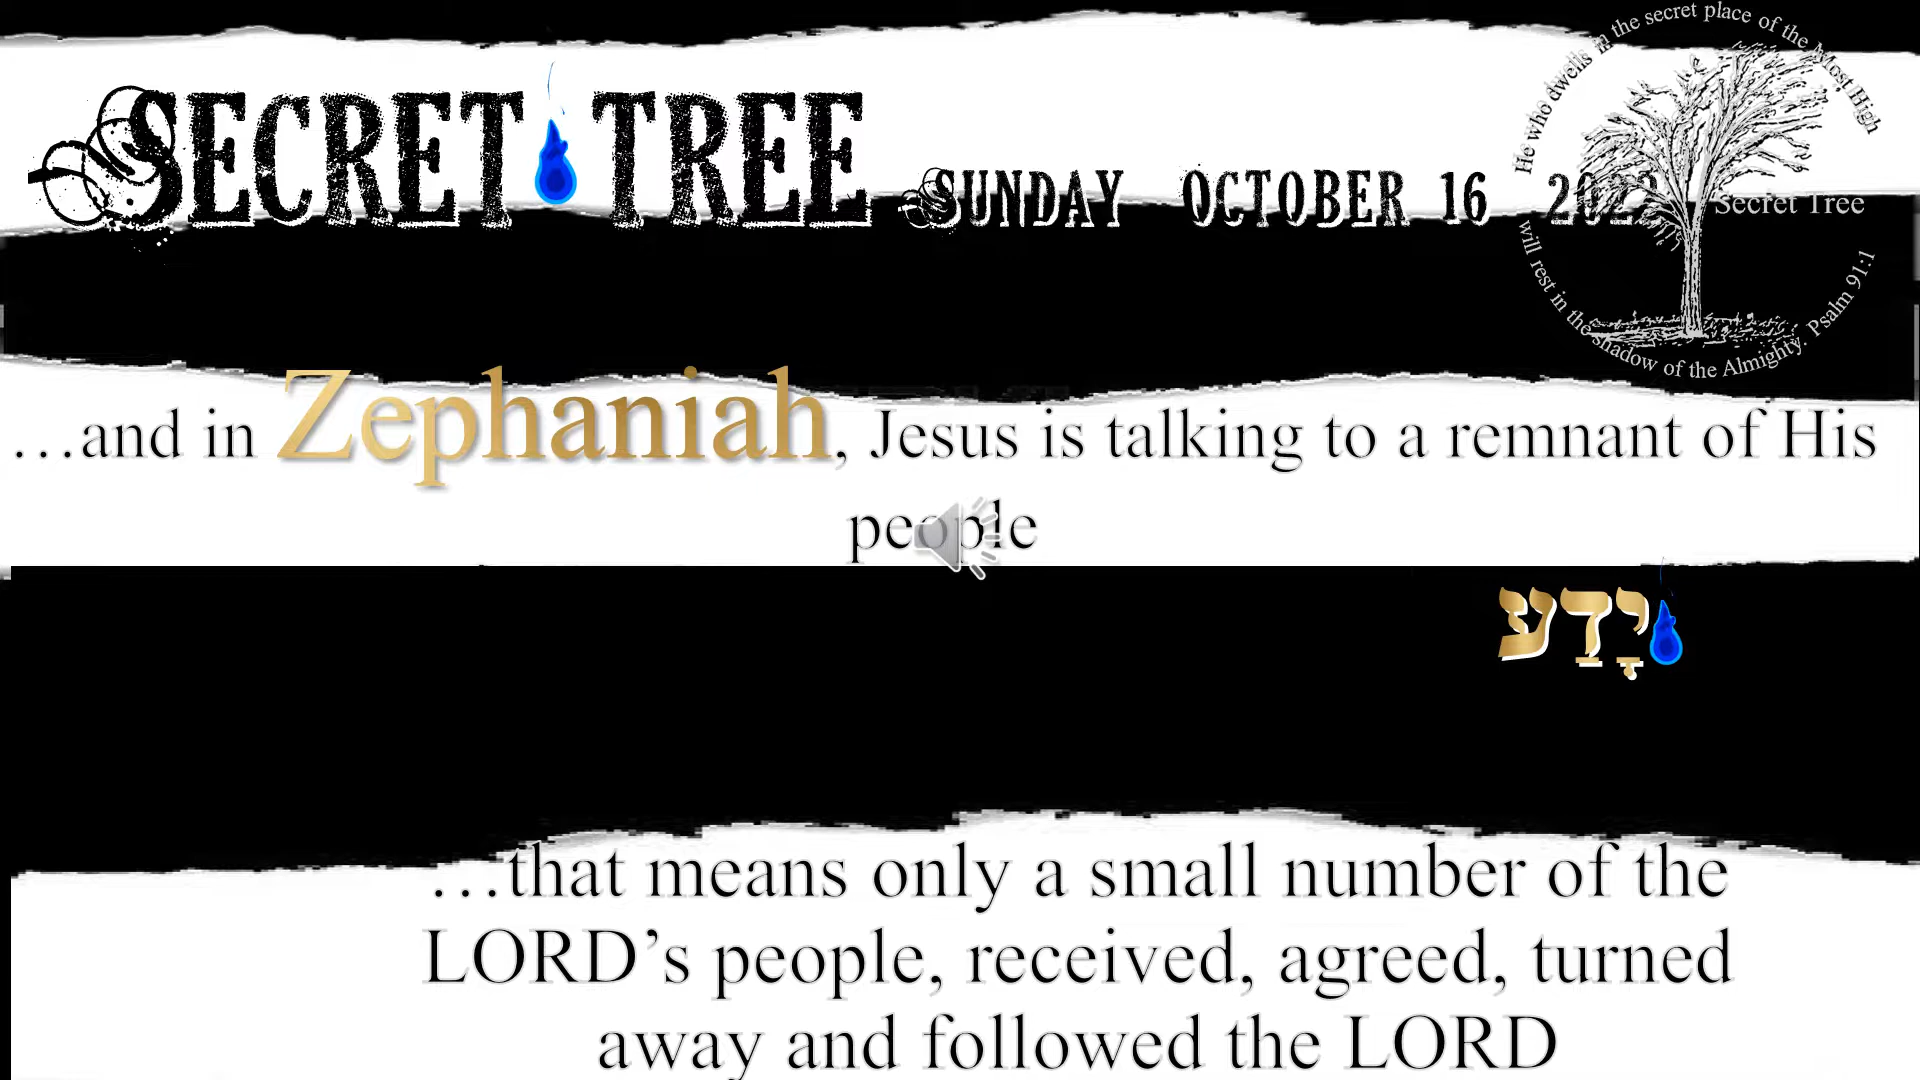 SECRET TREE
SUNDAY OCTOBER 16 2022
He who dwells in the secret place of the Most High
Secret Tree
will rest in the shadow of the Almighty. Psalm 91:1
…and in Zephaniah, Jesus is talking to a remnant of His
people
יָדַע
…that means only a small number of the
LORD’s people, received, agreed, turned
away and followed the LORD